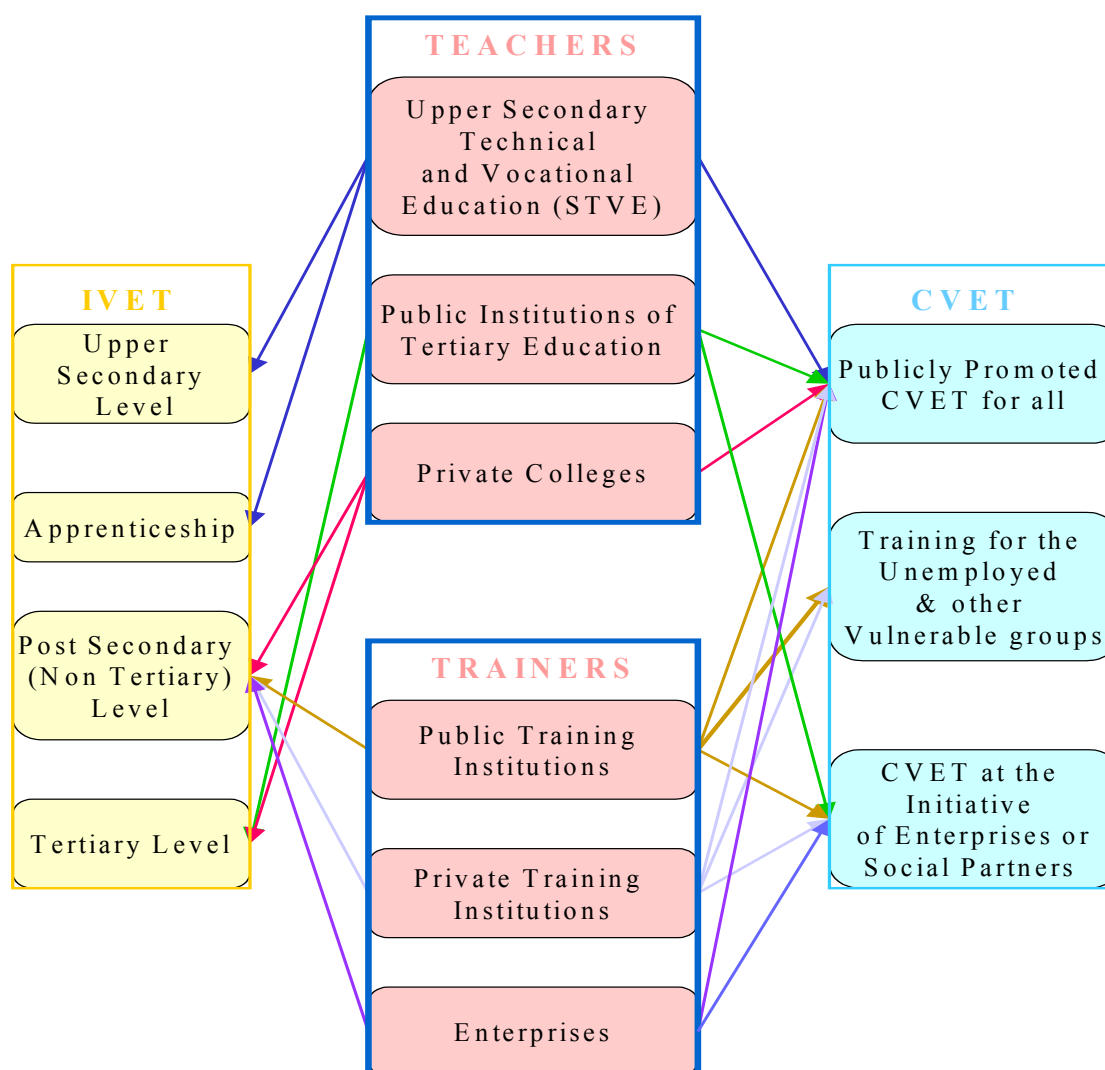 TEACHERS
Upper Secondary
Technical
and Vocational
Education (STVE)
Public Institutions of
Tertiary Education
Private Colleges
IVET
Upper
Secondary
Level
Apprenticeship
Post Secondary
(Non Tertiary)
Level
Tertiary Level
TRAINERS
Public Training
Institutions
Private Training
Institutions
Enterprises
CVET
Publicly Promoted
CVET for all
Training for the
Unemployed
& other
Vulnerable groups
CVET at the
Initiative
of Enterprises or
Social Partners